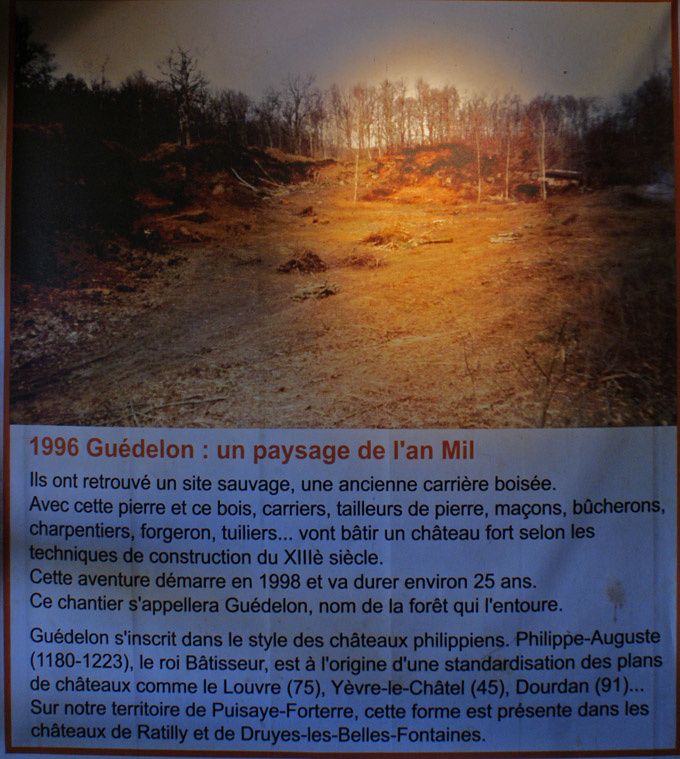 1996 Guédelon : un paysage de l'an Mil
Ils ont retrouvé un site sauvage, une ancienne carrière boisée.
Avec cette pierre et ce bois, carriers, tailleurs de pierre, maçons, bûcherons,
charpentiers, forgeron, tuiliers... vont bâtir un château fort selon les
techniques de construction du XIIIè siècle.
Cette aventure démarre en 1998 et va durer environ 25 ans.
Ce chantier s'appellera Guédelon, nom de la forêt qui l'entoure.
Guédelon s'inscrit dans le style des châteaux philippiens. Philippe-Auguste
(1180-1223), le roi Bâtisseur, est à l'origine d'une standardisation des plans
de châteaux comme le Louvre (75), Yèvre-le-Châtel (45), Dourdan (91)...
Sur notre territoire de Puisaye-Forterre, cette forme est présente dans les
châteaux de Ratilly et de Druyes-les-Belles-Fontaines.